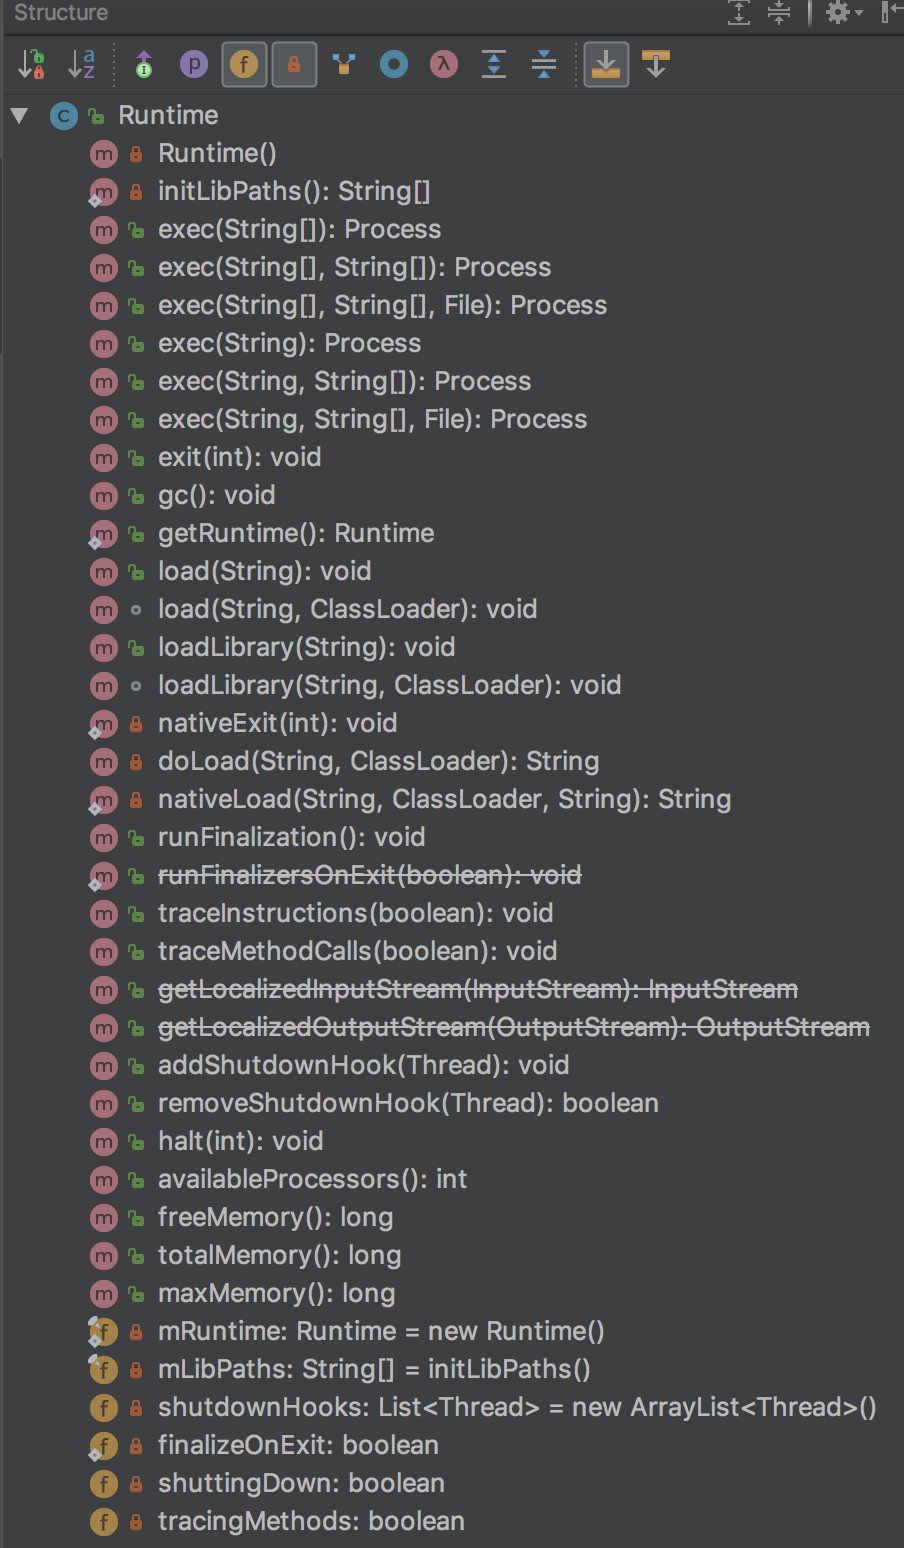 Structure
Runtime
Runtime()
initLibPaths(): String[]
exec(String[]): Process
exec(String[], String[]): Process
exec(String[], String[], File): Process
exec(String): Process
exec(String, String[]): Process
exec(String, String[], File): Process
exit(int): void
gc(): void
getRuntime(): Runtime
load(String): void
load(String, ClassLoader): void
loadLibrary(String): void
loadLibrary(String, ClassLoader): void
nativeExit(int): void
doLoad(String, ClassLoader): String
nativeLoad(String, ClassLoader, String): String
runFinalization(): void
runFinalizersOnExit(boolean): void
traceInstructions(boolean): void
traceMethodCalls(boolean): void
getLocalizedInputStream(InputStream): InputStream
getLocalizedOutputStream(OutputStream): OutputStream
addShutdownHook(Thread): void
removeShutdownHook(Thread): boolean
halt(int): void
availableProcessors(): int
freeMemory(): long
totalMemory(): long
maxMemory(): long
mRuntime: Runtime = new Runtime()
mLibPaths: String[] = initLibPaths()
shutdownHooks: List<Thread> = new ArrayList<Thread>()
finalizeOnExit: boolean
shuttingDown: boolean
tracingMethods: boolean